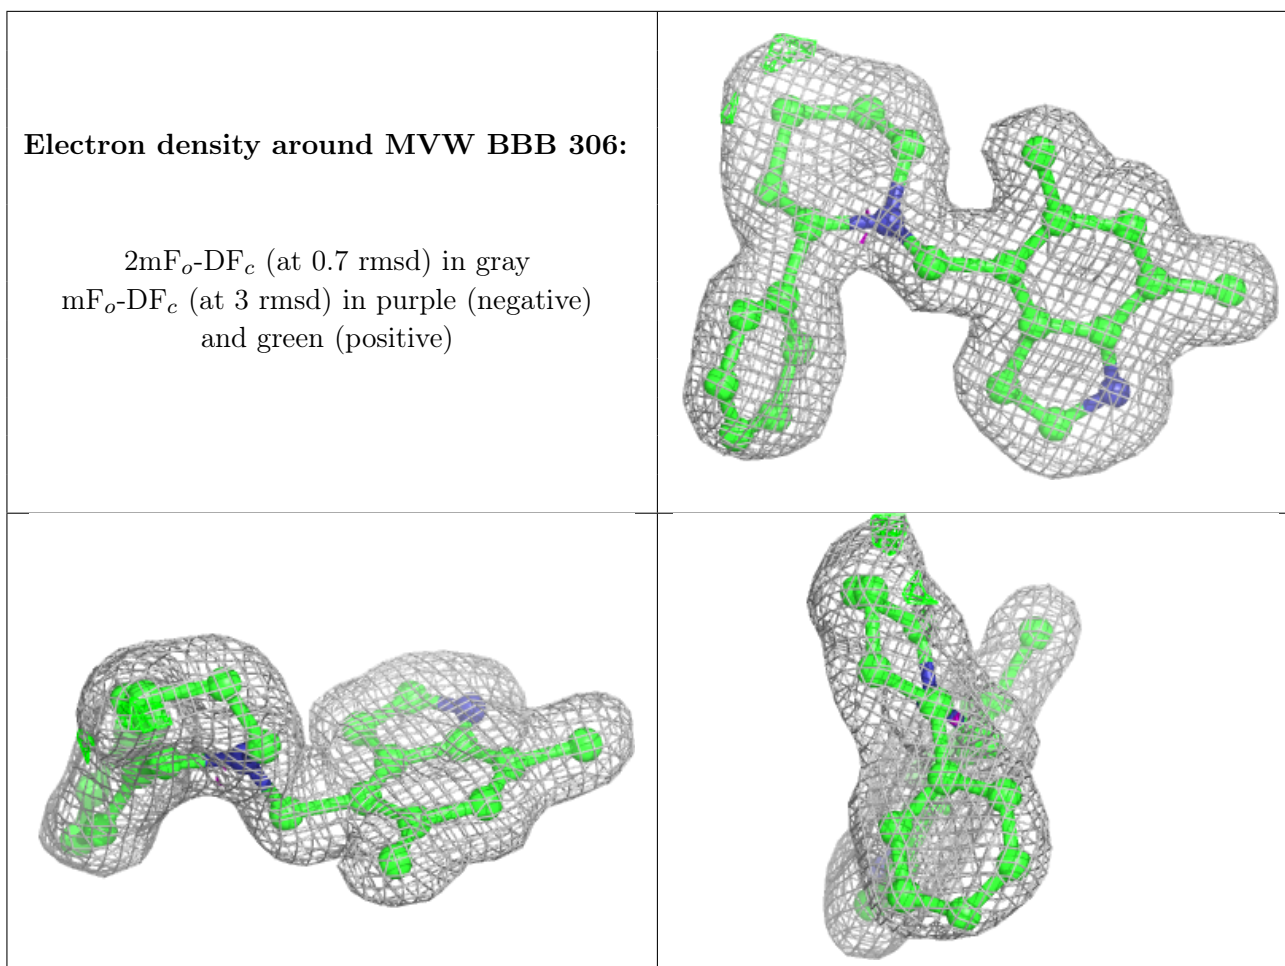 Electron density around MVW BBB 306:
2mFₒ-DF𝒸 (at 0.7 rmsd) in gray
mFₒ-DF𝒸 (at 3 rmsd) in purple (negative)
and green (positive)